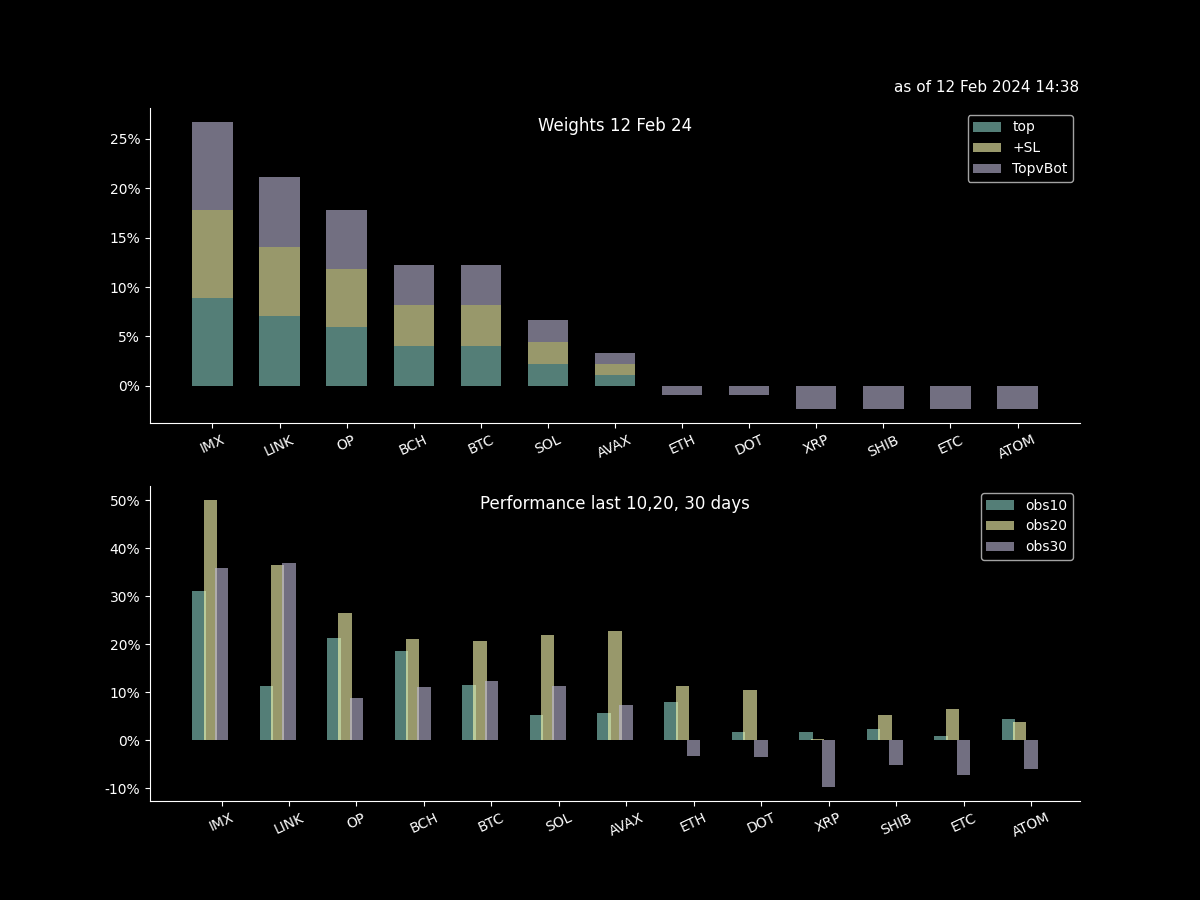 as of 12 Feb 2024 14:38
Weights 12 Feb 24
top
+SL
TopvBot
25%
20%
15%
10%
5%
0%
IMX LINK OP BCH BTC SOL AVAX ETH DOT XRP SHIB ETC ATOM
Performance last 10,20, 30 days
obs10
obs20
obs30
50%
40%
30%
20%
10%
0%
-10%
IMX LINK OP BCH BTC SOL AVAX ETH DOT XRP SHIB ETC ATOM